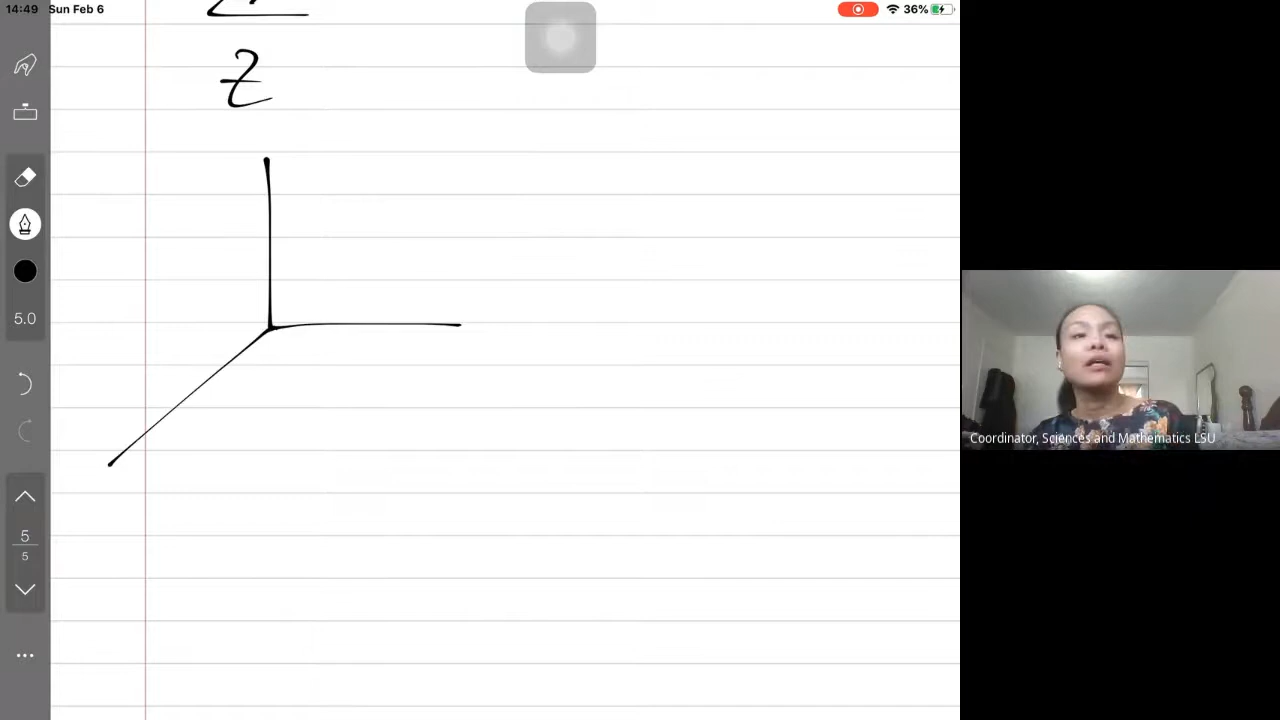 14:49 Sun Feb 6 36%
z
5.0
5
5
Coordinator, Sciences and Mathematics LSU